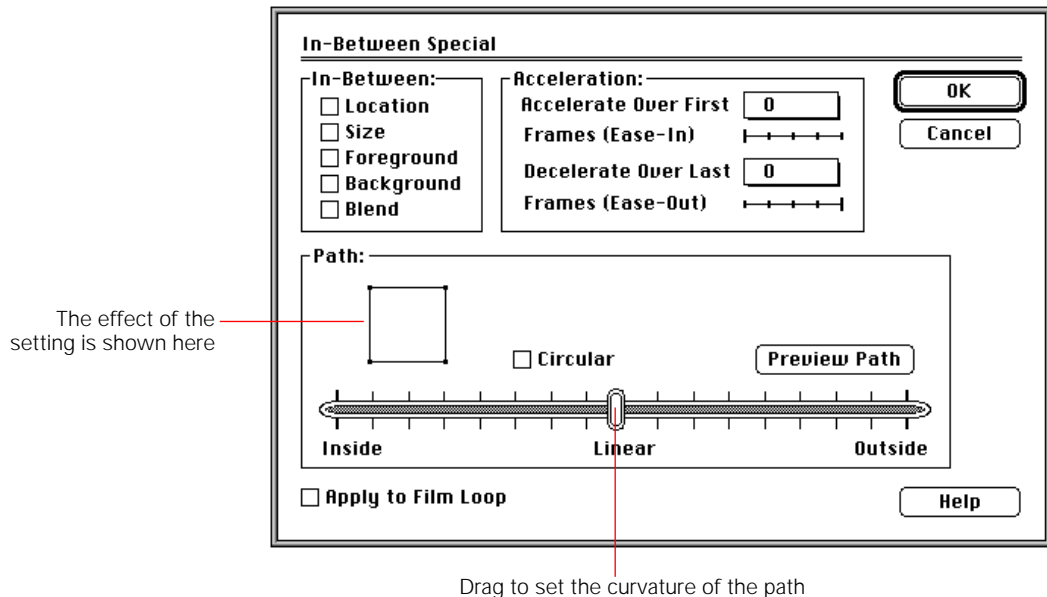 In-Between Special
In-Between:
Location
Size
Foreground
Background
Blend
Acceleration:
Accelerate Over First 0
Frames (Ease-In)
Decelerate Over Last 0
Frames (Ease-Out)
OK
Cancel
Path:
The effect of the
setting is shown here
Circular
Preview Path
Inside Linear Outside
Apply to Film Loop
Help
Drag to set the curvature of the path